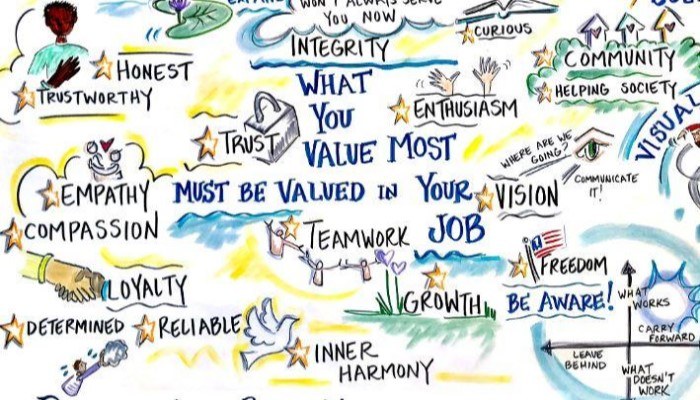 WON'T ALWAYS SERVE
YOU NOW
INTEGRITY
CURIOUS
HONEST
TRUSTWORTHY
COMMUNITY
HELPING SOCIETY
WHAT
YOU
VALUE MOST
MUST BE VALUED IN YOUR
JOB
TRUST
ENTHUSIASM
WHERE ARE WE
GOING?
VISION
COMMUNICATE
IT!
VISUAL
EMPATHY
COMPASSION
TEAMWORK
FREEDOM
LOYALTY
GROWTH
BE AWARE!
DETERMINED
RELIABLE
INNER
HARMONY
WHAT
WORKS
CARRY
FORWARD
LEAVE
BEHIND
WHAT
DOESN'T
WORK